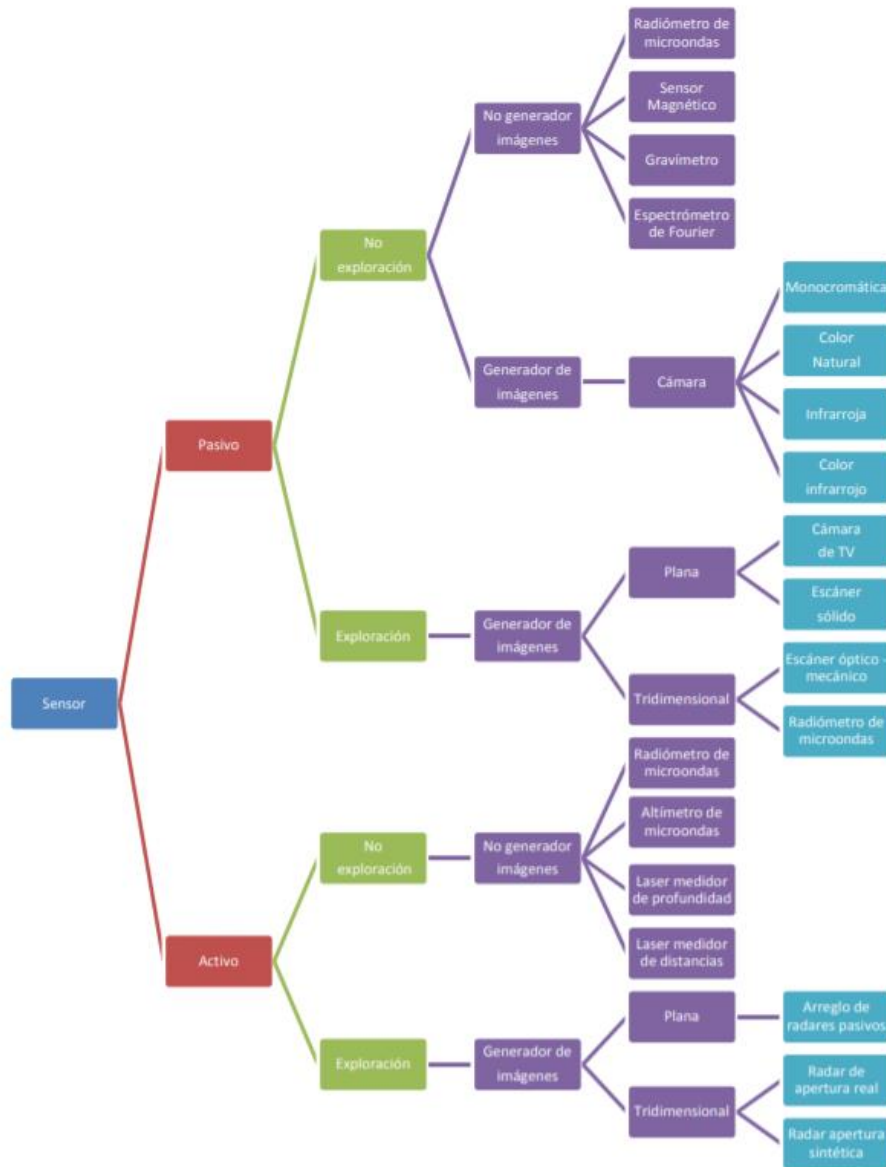 Radiómetro de
microondas
Sensor
Magnético
No generador
imágenes
Gravímetro
Espectrómetro
de Fourier
No
exploración
Monocromática
Color
Natural
Generador de
imágenes
Cámara
Infrarroja
Pasivo
Color
infrarrojo
Cámara
de TV
Plana
Escáner
sólido
Exploración
Generador de
imágenes
Escáner óptico -
mecánico
Sensor
Tridimensional
Radiómetro de
microondas
Radiómetro de
microondas
Altímetro de
microondas
No
exploración
No generador
imágenes
Laser medidor
de profundidad
Laser medidor
de distancias
Activo
Plana
Arreglo de
radares pasivos
Exploración
Generador de
imágenes
Radar de
apertura real
Tridimensional
Radar apertura
sintética